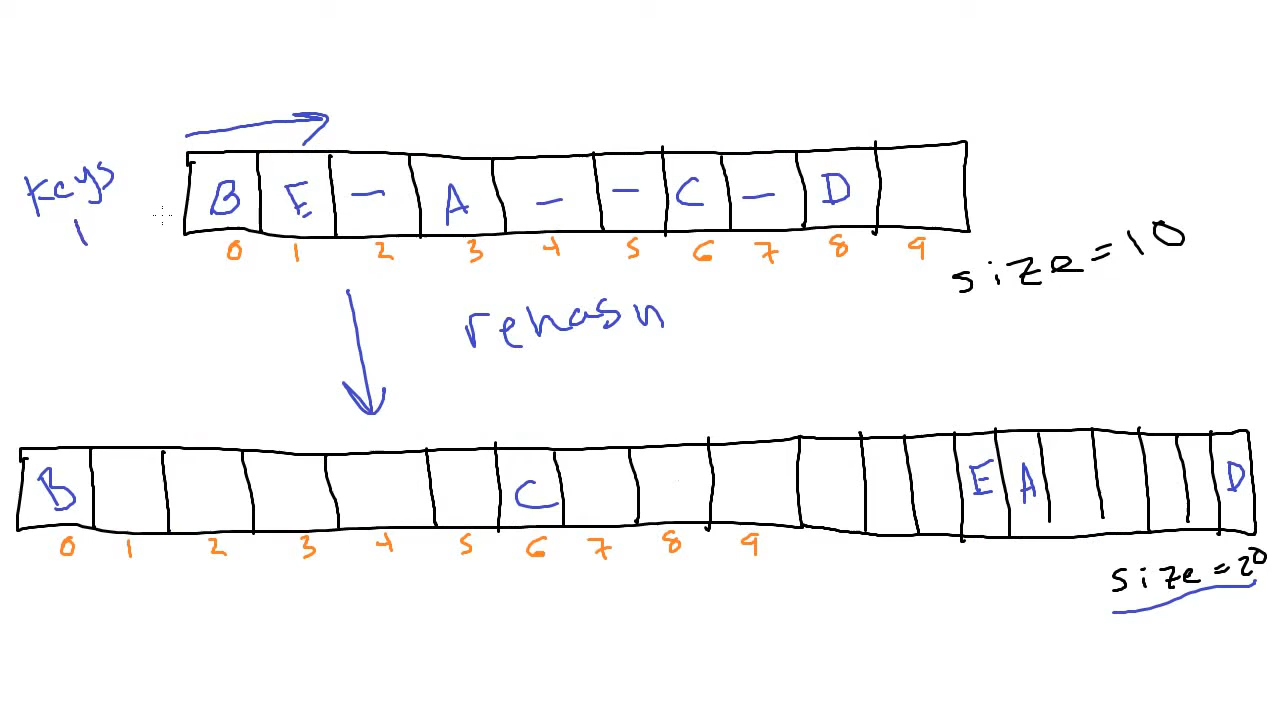 keys
B E – A – – C – D
0 1 2 3 4 5 6 7 8 9
size=10
rehash
B C E A D
0 1 2 3 4 5 6 7 8 9
size=20